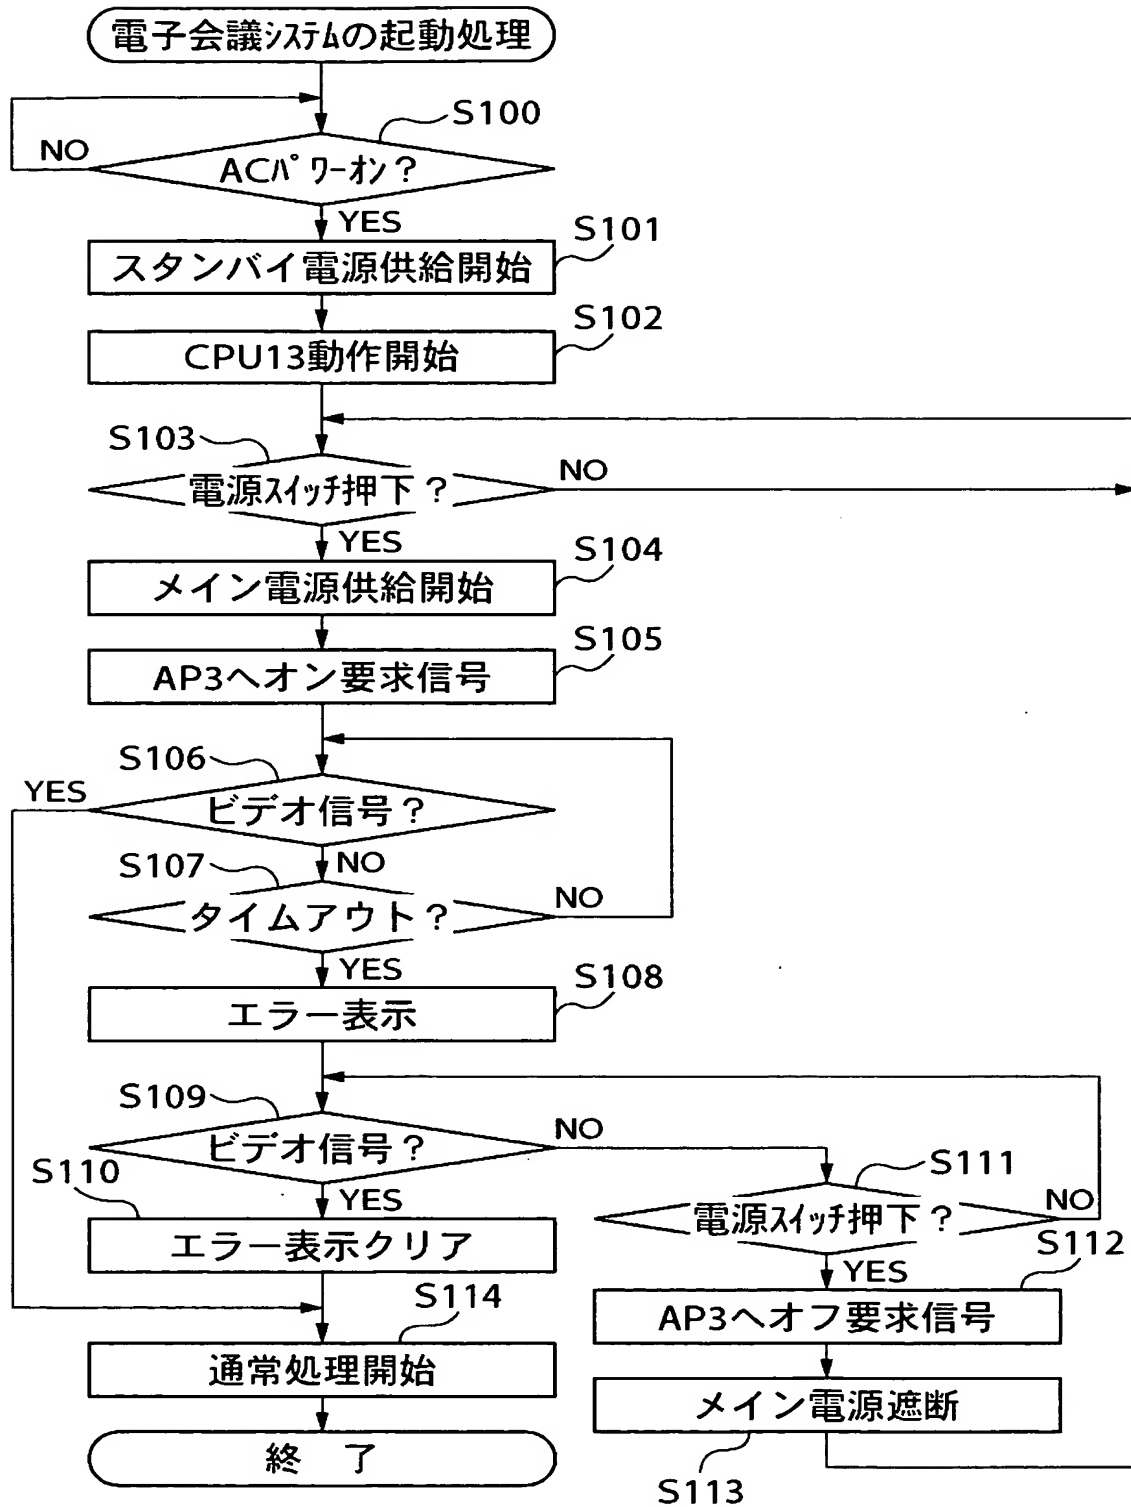 電子会議ｼｽﾃﾑの起動処理
S100
NO
ACﾊﾟﾜｰｵﾝ？
YES
S101
スタンバイ電源供給開始
S102
CPU13動作開始
S103
NO
電源ｽｲｯﾁ押下？
YES
S104
メイン電源供給開始
S105
AP3へオン要求信号
S106
YES
ビデオ信号？
S107
NO
NO
タイムアウト？
YES
S108
エラー表示
S109
NO
ビデオ信号？
S110
YES
エラー表示クリア
S111
NO
電源ｽｲｯﾁ押下？
S112
YES
AP3へオフ要求信号
S114
通常処理開始
メイン電源遮断
終 了
S113